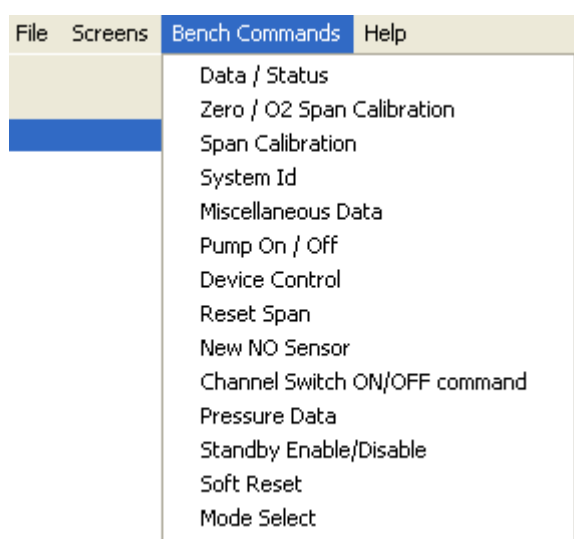 File Screens Bench Commands Help
Data / Status
Zero / O2 Span Calibration
Span Calibration
System Id
Miscellaneous Data
Pump On / Off
Device Control
Reset Span
New NO Sensor
Channel Switch ON/OFF command
Pressure Data
Standby Enable/Disable
Soft Reset
Mode Select